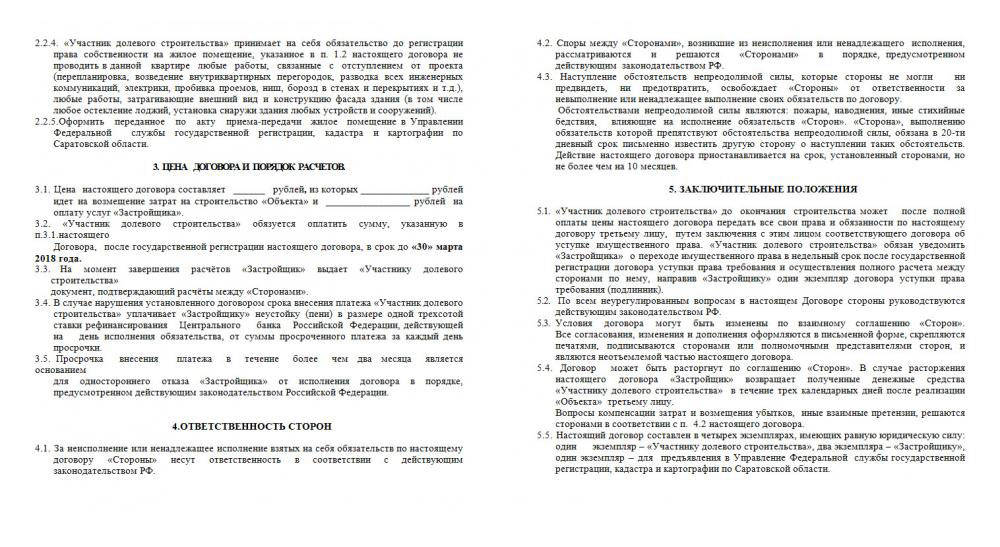 2.2.4. «Участник долевого строительства» принимает на себя обязательство до регистрации
права собственности на жилое помещение, указанное в п. 1.2 настоящего договора не
проводить в данной квартире любые работы, связанные с отступлением от проекта
(перепланировка, возведение внутриквартирных перегородок, разводка всех инженерных
коммуникаций, электрики, пробивка проемов, ниш, борозд в стенах и перекрытиях и т.д.),
любые работы, затрагивающие внешний вид и конструкцию фасада здания (в том числе
любое остекление лоджий, установка снаружи здания любых устройств и сооружений).
2.2.5.Оформить переданное по акту приема-передачи жилое помещение в Управлении
Федеральной службы государственной регистрации, кадастра и картографии по
Саратовской области.
3. ЦЕНА ДОГОВОРА И ПОРЯДОК РАСЧЕТОВ.
3.1. Цена настоящего договора составляет ______ рублей, из которых ____________ рублей
идет на возмещение затрат на строительство «Объекта» и _______________ рублей на
оплату услуг «Застройщика».
3.2. «Участник долевого строительства» обязуется оплатить сумму, указанную в
п.3.1.настоящего
Договора, после государственной регистрации настоящего договора, в срок до «30» марта
2018 года.
3.3. На момент завершения расчётов «Застройщик» выдает «Участнику долевого
строительства»
документ, подтверждающий расчёты между «Сторонами».
3.4. В случае нарушения установленного договором срока внесения платежа «Участник долевого
строительства» уплачивает «Застройщику» неустойку (пени) в размере одной трехсотой
ставки рефинансирования Центрального банка Российской Федерации, действующей
на день исполнения обязательства, от суммы просроченного платежа за каждый день
просрочки.
3.5. Просрочка внесения платежа в течение более чем два месяца является
основанием
для одностороннего отказа «Застройщика» от исполнения договора в порядке,
предусмотренном действующим законодательством Российской Федерации.
4.ОТВЕТСТВЕННОСТЬ СТОРОН
4.1. За неисполнение или ненадлежащее исполнение взятых на себя обязательств по настоящему
договору «Стороны» несут ответственность в соответствии с действующим
законодательством РФ.
4.2. Споры между «Сторонами», возникшие из неисполнения или ненадлежащего исполнения,
рассматриваются и решаются «Сторонами» в порядке, предусмотренном
действующим законодательством РФ.
4.3. Наступление обстоятельств непреодолимой силы, которые стороны не могли ни
предвидеть, ни предотвратить, освобождает «Стороны» от ответственности за
невыполнение или ненадлежащее выполнение своих обязательств по договору.
Обстоятельствами непреодолимой силы являются: пожары, наводнения, иные стихийные
бедствия, влияющие на исполнение обязательств «Сторон». «Сторона», выполнению
обязательств которой препятствуют обстоятельства непреодолимой силы, обязана в 20-ти
дневный срок письменно известить другую сторону о наступлении таких обстоятельств.
Действие настоящего договора приостанавливается на срок, установленный сторонами, но
не более чем на 10 месяцев.
5. ЗАКЛЮЧИТЕЛЬНЫЕ ПОЛОЖЕНИЯ
5.1. «Участник долевого строительства» до окончания строительства может после полной
оплаты цены настоящего договора передать все свои права и обязанности по настоящему
договору третьему лицу, путем заключения с этим лицом соответствующего договора об
уступке имущественного права. «Участник долевого строительства» обязан уведомить
«Застройщика» о переходе имущественного права в недельный срок после государственной
регистрации договора уступки права требования и осуществления полного расчета между
сторонами по нему, направив «Застройщику» один экземпляр договора уступки права
требования (подлинник).
5.2. По всем неурегулированным вопросам в настоящем Договоре стороны руководствуются
действующим законодательством РФ.
5.3. Условия договора могут быть изменены по взаимному соглашению «Сторон».
Все согласования, изменения и дополнения оформляются в письменной форме, скрепляются
печатями, подписываются сторонами или полномочными представителями сторон, и
являются неотъемлемой частью настоящего договора.
5.4. Договор может быть расторгнут по соглашению «Сторон». В случае расторжения
настоящего договора «Застройщик» возвращает полученные денежные средства
«Участнику долевого строительства» в течение трех календарных дней после реализации
«Объекта» третьему лицу.
Вопросы компенсации затрат и возмещения убытков, иные взаимные претензии, решаются
сторонами в соответствии с п. 4.2 настоящего договора.
5.5. Настоящий договор составлен в четырех экземплярах, имеющих равную юридическую силу:
один экземпляр – «Участнику долевого строительства», два экземпляра – «Застройщику»,
один экземпляр – для предъявления в Управление Федеральной службы государственной
регистрации, кадастра и картографии по Саратовской области.